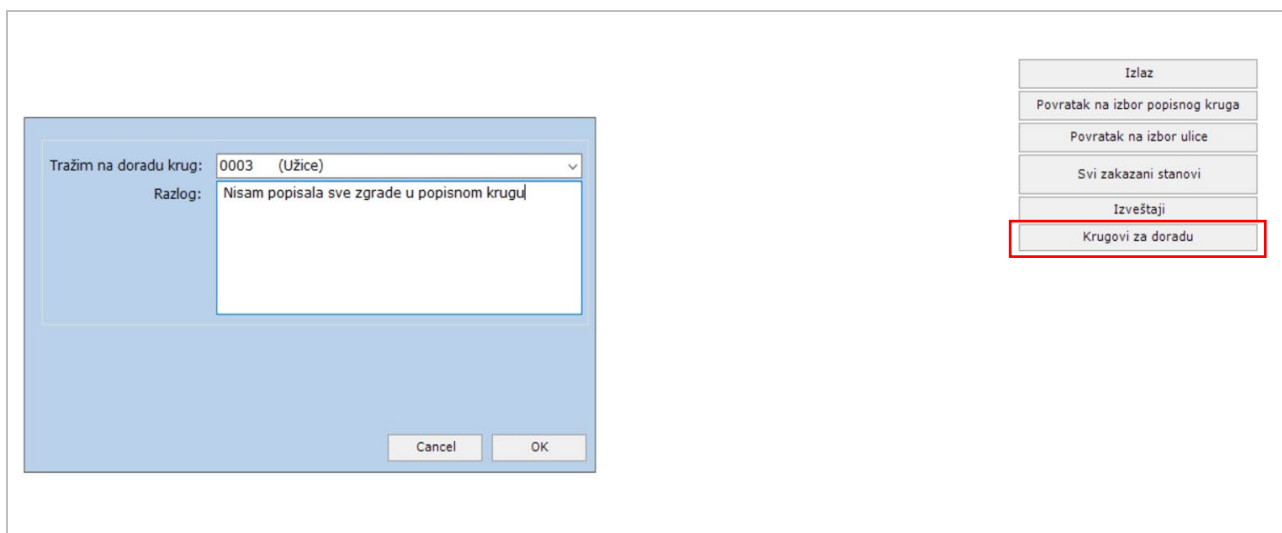 Izlaz
Povratak na izbor popisnog kruga
Povratak na izbor ulice
Svi zakazani stanovi
Izveštaji
Krugovi za doradu
Tražim na doradu krug: 0003 (Užice)
Razlog: Nisam popisala sve zgrade u popisnom krugu
Cancel OK